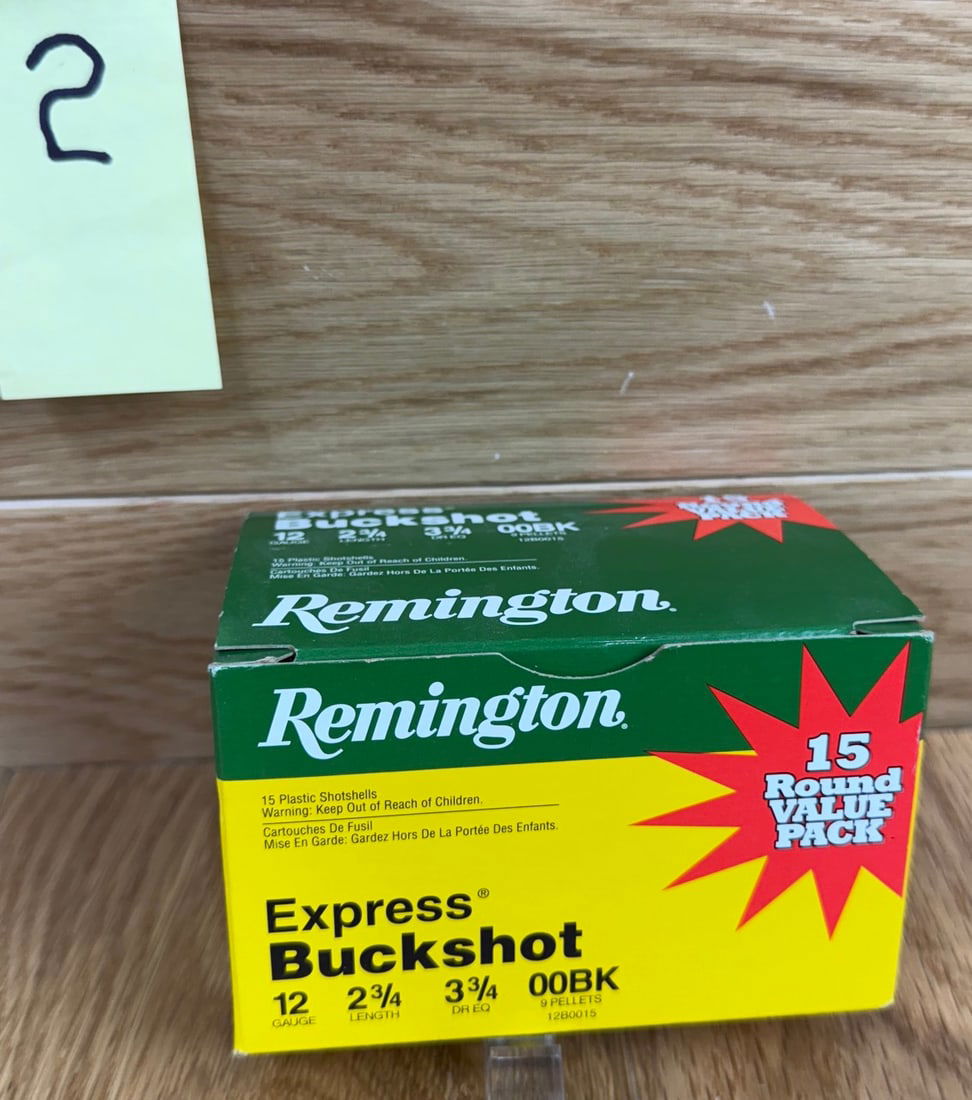 2
Express
Buckshot
12 2 3/4 3 3/4 00BK
GAUGE LENGTH DR EQ 9 PELLETS
12B0015
15 Plastic Shotshells
Warning: Keep Out of Reach of Children.
Cartouches De Fusil
Mise En Garde: Gardez Hors De La Portée Des Enfants.
15
Remington.
Remington.
15
Round
VALUE
PACK
15 Plastic Shotshells
Warning: Keep Out of Reach of Children.
Cartouches De Fusil
Mise En Garde: Gardez Hors De La Portée Des Enfants.
Express®
Buckshot
12 2 3/4 3 3/4 00BK
GAUGE LENGTH DR EQ 9 PELLETS
12B0015